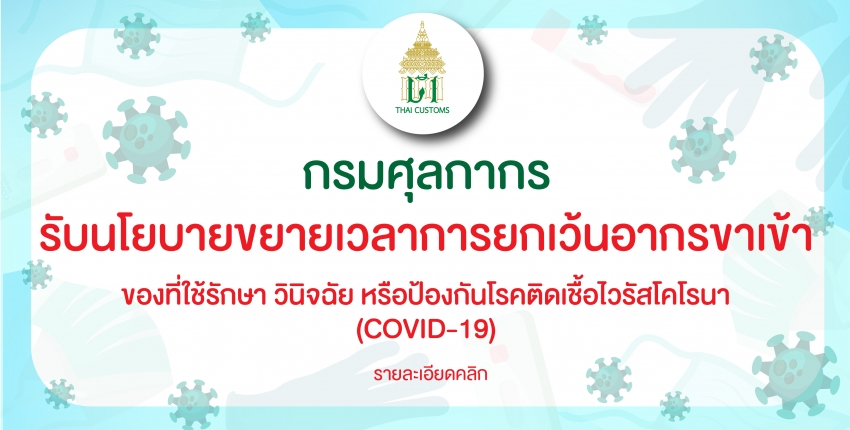 THAI CUSTOMS
กรมศุลกากร
รับนโยบายขยายเวลาการยกเว้นอากรขาเข้า
ของที่ใช้รักษา วินิจฉัย หรือป้องกันโรคติดเชื้อไวรัสโคโรนา
(COVID-19)
รายละเอียดคลิก